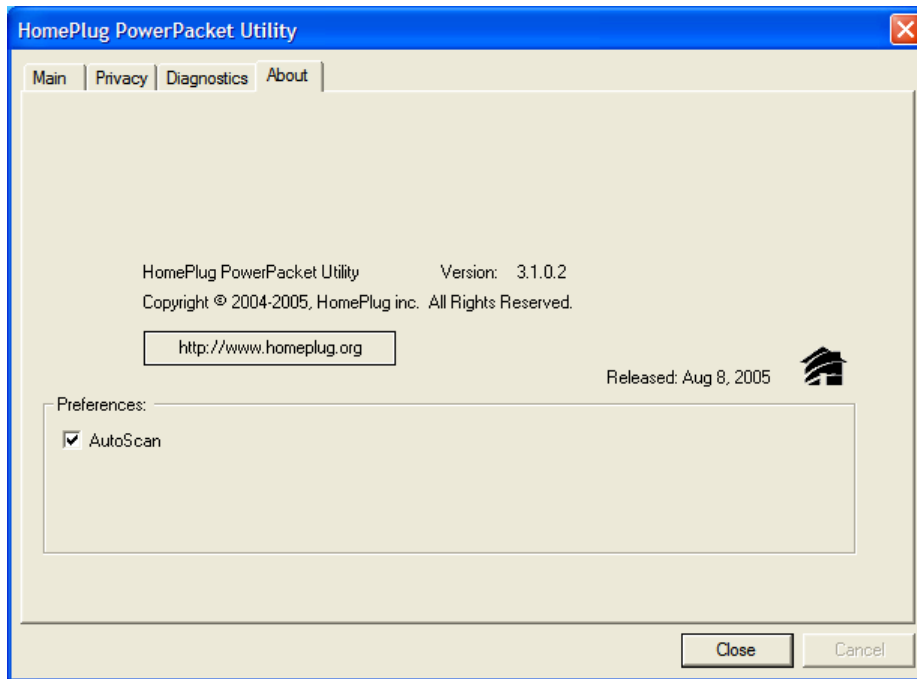 HomePlug PowerPacket Utility
Main Privacy Diagnostics About
HomePlug PowerPacket Utility Version: 3.1.0.2
Copyright © 2004-2005, HomePlug inc. All Rights Reserved.
http://www.homeplug.org
Released: Aug 8, 2005
Preferences:
AutoScan
Close Cancel